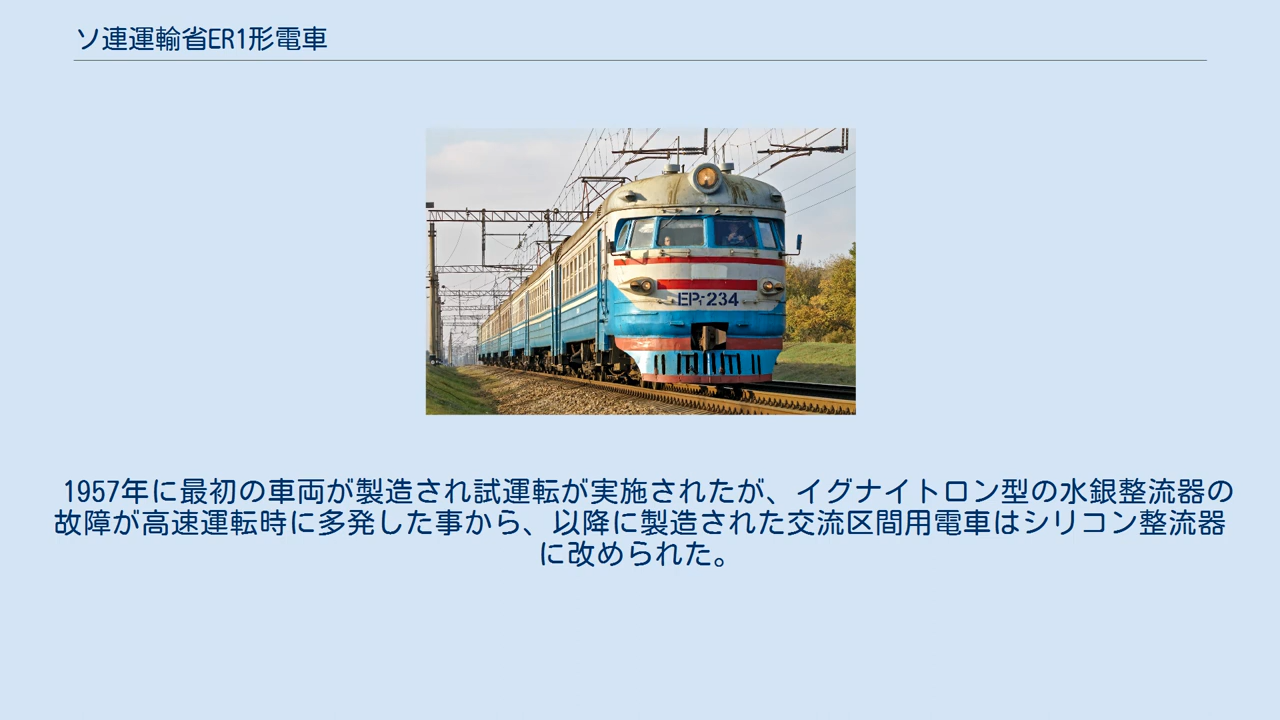 ソ連運輸省ER1形電車
ЭР1-234
1957年に最初の車両が製造され試運転が実施されたが、イグナイトロン型の水銀整流器の
故障が高速運転時に多発した事から、以降に製造された交流区間用電車はシリコン整流器
に改められた。